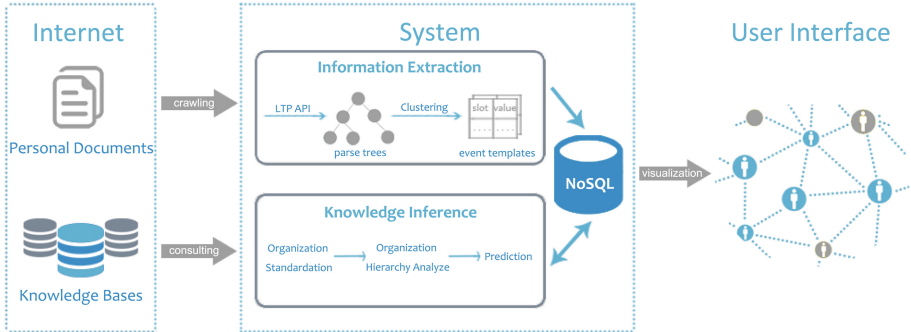 Internet
System
User Interface
Personal Documents
Knowledge Bases
crawling
consulting
Information Extraction
LTP API
Clustering
slot value
parse trees
event templates
Knowledge Inference
Organization
Standardation
Organization
Hierarchy Analyze
Prediction
NoSQL
visualization